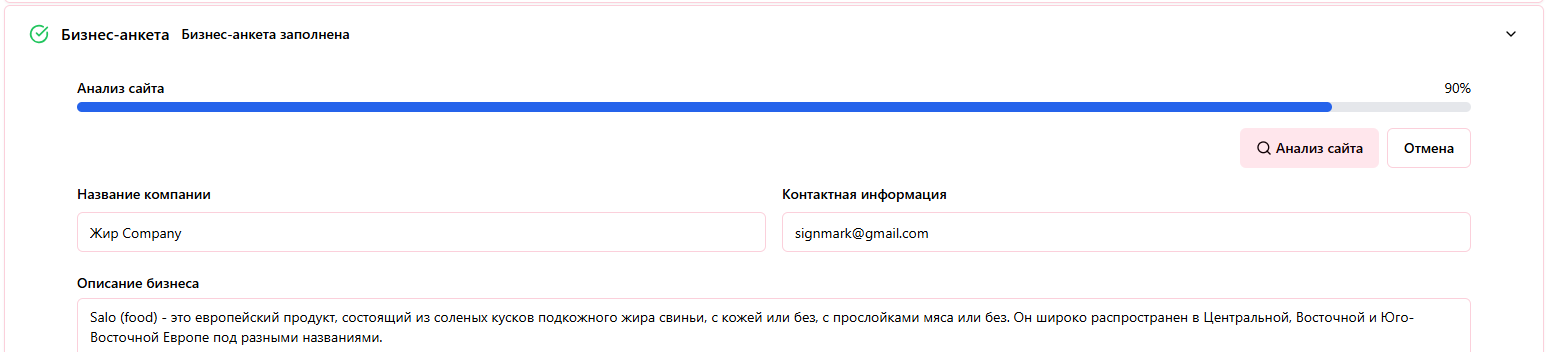 Бизнес-анкета Бизнес-анкета заполнена
Анализ сайта 90%
Анализ сайта Отмена
Название компании Контактная информация
Жир Company signmark@gmail.com
Описание бизнеса
Salo (food) - это европейский продукт, состоящий из соленых кусков подкожного жира свиньи, с кожей или без, с прослойками мяса или без. Он широко распространен в Центральной, Восточной и Юго-
Восточной Европе под разными названиями.